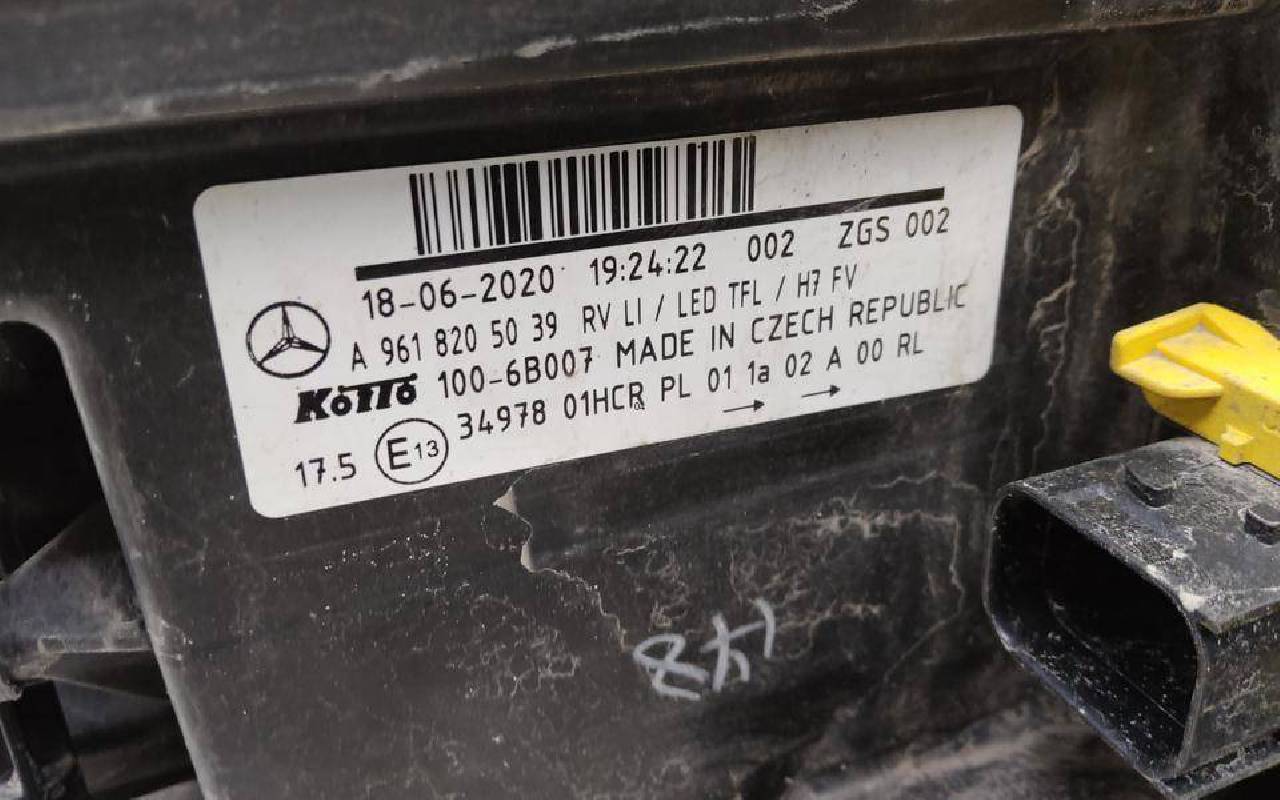 18-06-2020 19:24:22 002 ZGS 002
A 961 820 50 39 RV LI / LED TFL / H7 FV
KoITo 100-6B007 MADE IN CZECH REPUBLIC
17.5 E13 34978 01HCR PL 01 1a 02 A 00 RL
→ →